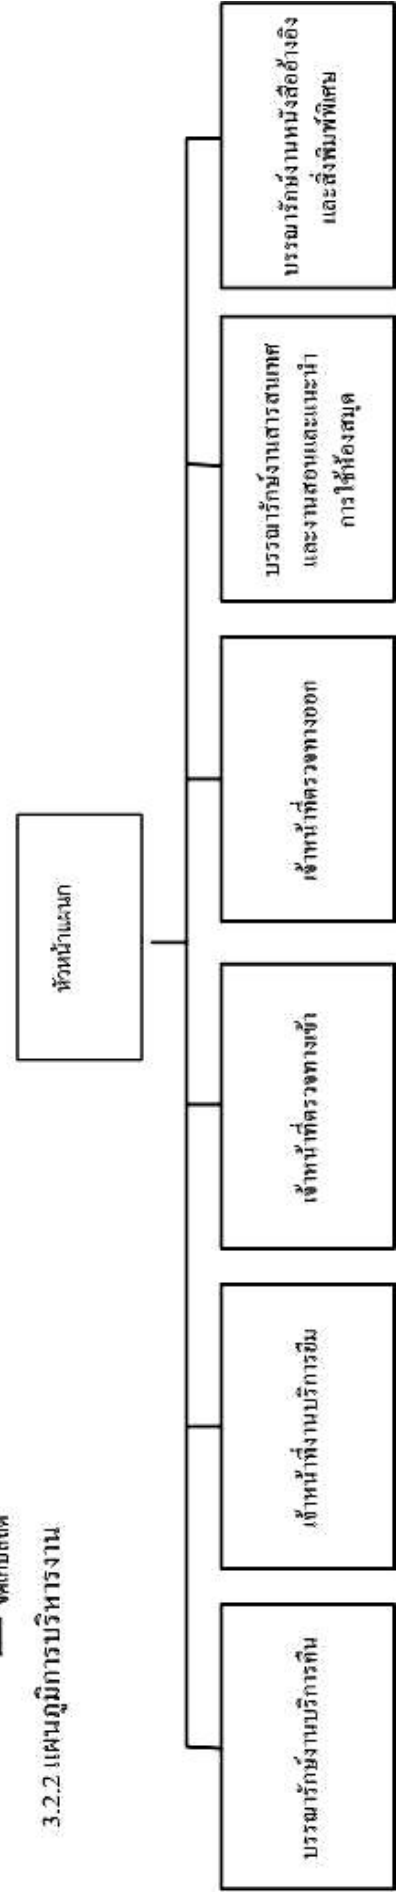 3.2.2 แผนภูมิการบริหารงาน
หัวหน้าแผนก
บรรณารักษ์งานบริการคืน
เจ้าหน้าที่งานบริการยืม
เจ้าหน้าที่ตรวจทางเข้า
เจ้าหน้าที่ตรวจทางออก
บรรณารักษ์งานสารสนเทศ
และงานสอนและแนะนำ
การใช้ห้องสมุด
บรรณารักษ์งานหนังสืออ้างอิง
และสิ่งพิมพ์พิเศษ